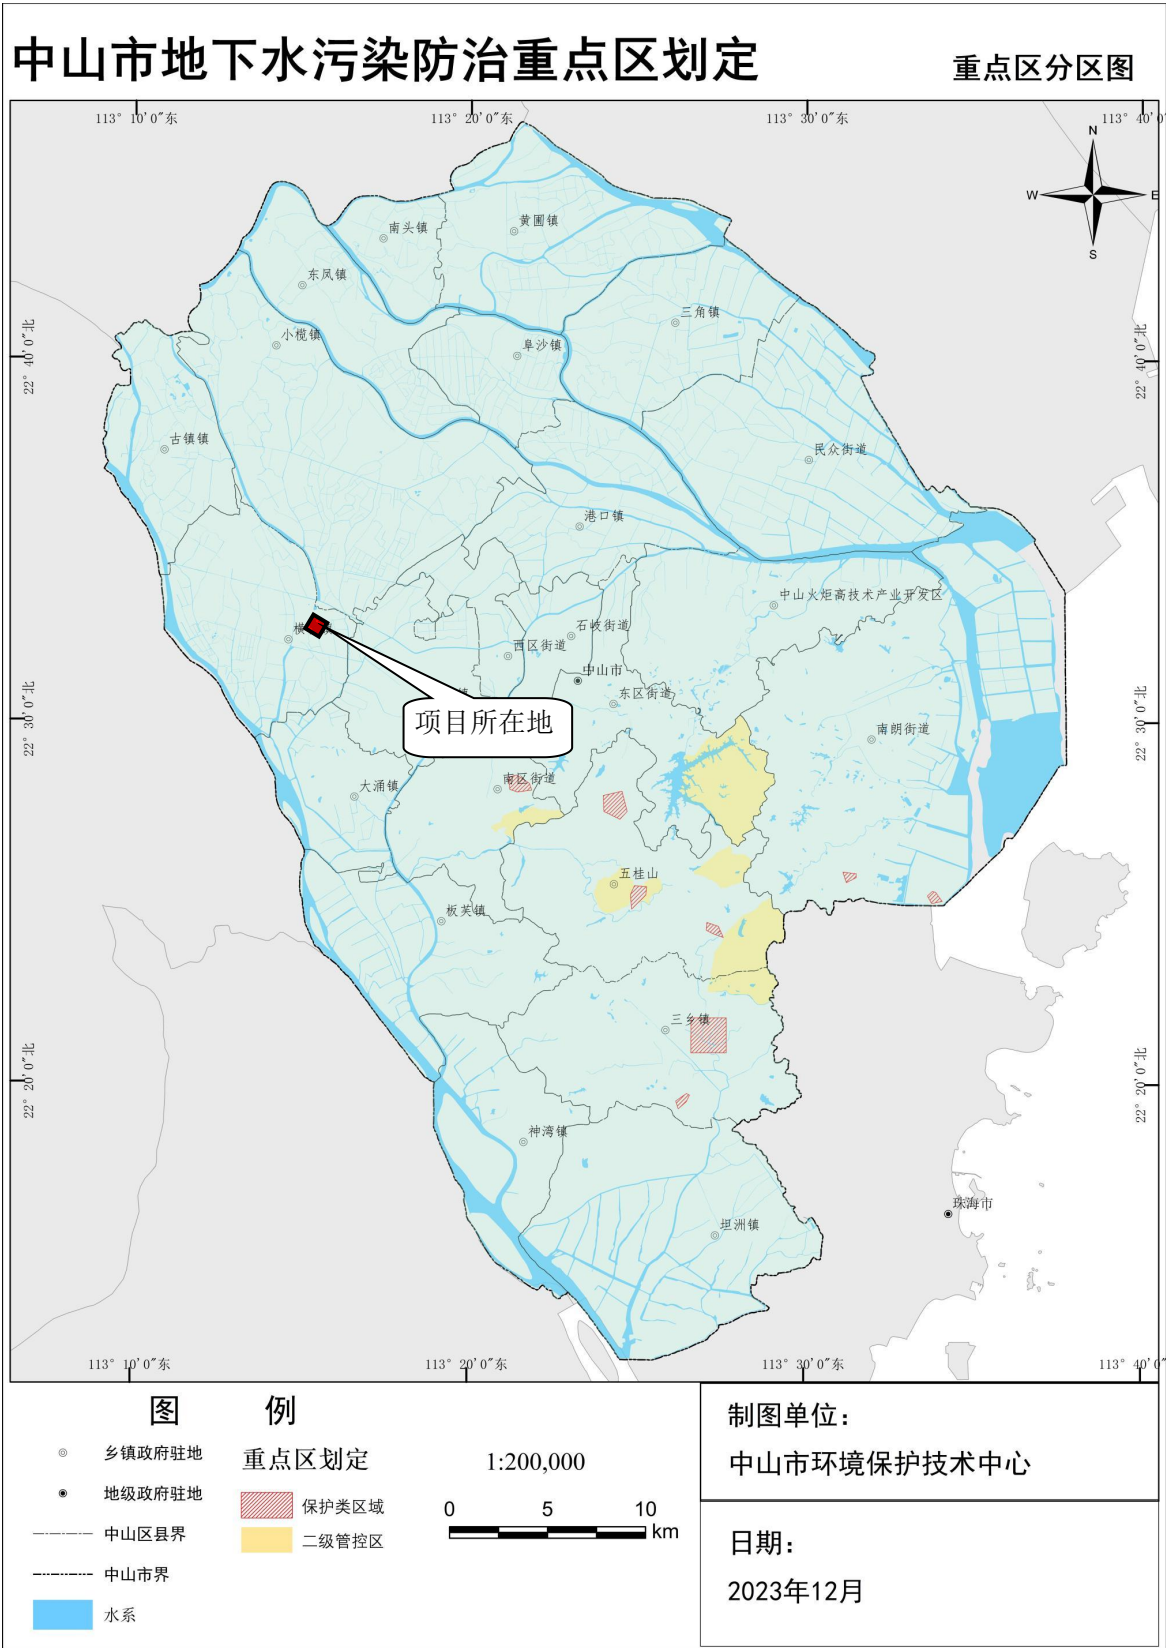 中山市地下水污染防治重点区划定
重点区分区图
113° 10′0″东
113° 20′0″东
113° 30′0″东
113° 40′0
N
W
E
S
南头镇
黄圃镇
东凤镇
小榄镇
三角镇
阜沙镇
22° 40′0″北
22° 40′0″北
古镇镇
民众街道
港口镇
中山火炬高技术产业开发区
横
石岐街道
西区街道
中山市
东区街道
镇
项目所在地
22° 30′0″北
22° 30′0″北
南朗街道
大涌镇
南区街道
五桂山
板芙镇
三乡镇
22° 20′0″北
22° 20′0″北
神湾镇
坦洲镇
珠海市
113° 10′0″东
113° 20′0″东
113° 30′0″东
113° 40′0
图 例
乡镇政府驻地
地级政府驻地
中山区县界
中山市界
水系
重点区划定
保护类区域
二级管控区
1:200,000
0 5 10
km
制图单位：
中山市环境保护技术中心
日期：
2023年12月